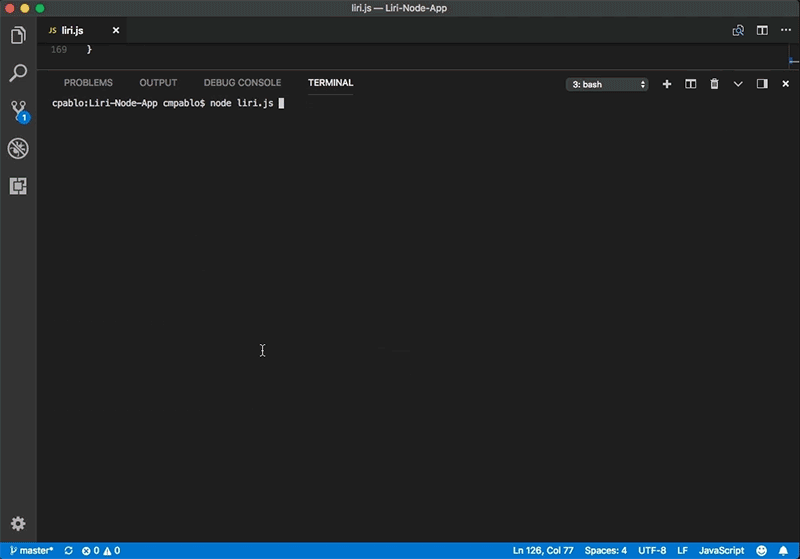 liri.js — Liri-Node-App
JS liri.js
169 }
PROBLEMS OUTPUT DEBUG CONSOLE TERMINAL 3: bash
cpablo:Liri-Node-App cmpablo$ node liri.js
1
master* 0 0 Ln 126, Col 77 Spaces: 4 UTF-8 LF JavaScript